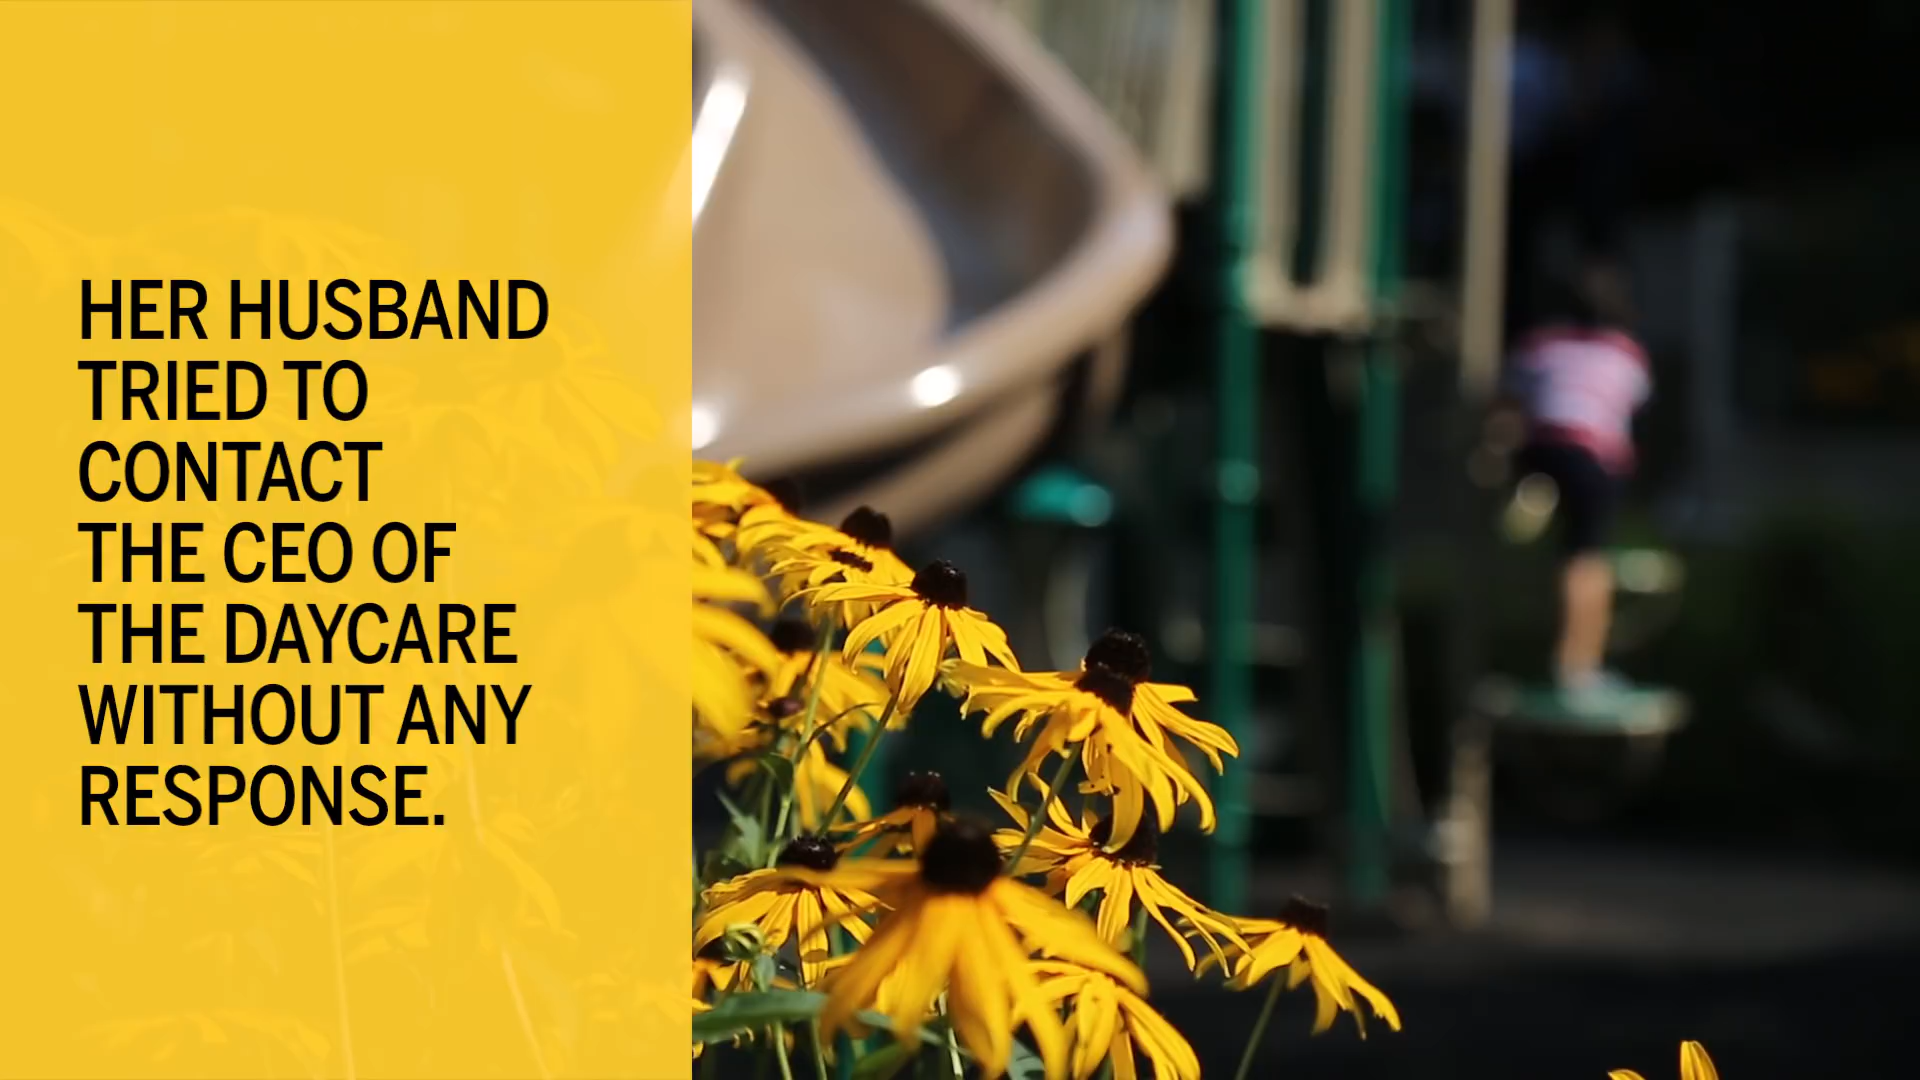 HER HUSBAND
TRIED TO
CONTACT
THE CEO OF
THE DAYCARE
WITHOUT ANY
RESPONSE.